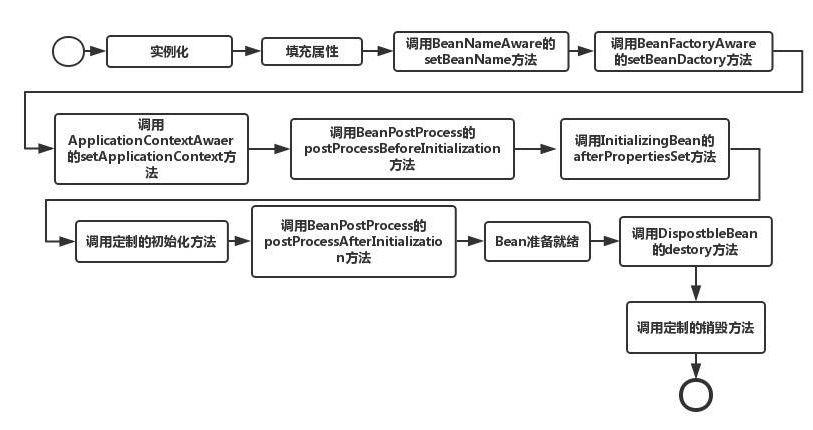 实例化
填充属性
调用BeanNameAware的
setBeanName方法
调用BeanFactoryAware
的setBeanDactory方法
调用
ApplicationContextAwaer
的setApplicationContext方
法
调用BeanPostProcess的
postProcessBeforeInitialization
方法
调用InitializingBean的
afterPropertiesSet方法
调用定制的初始化方法
调用BeanPostProcess的
postProcessAfterInitializatio
n方法
Bean准备就绪
调用DispostbleBean
的destory方法
调用定制的销毁方法